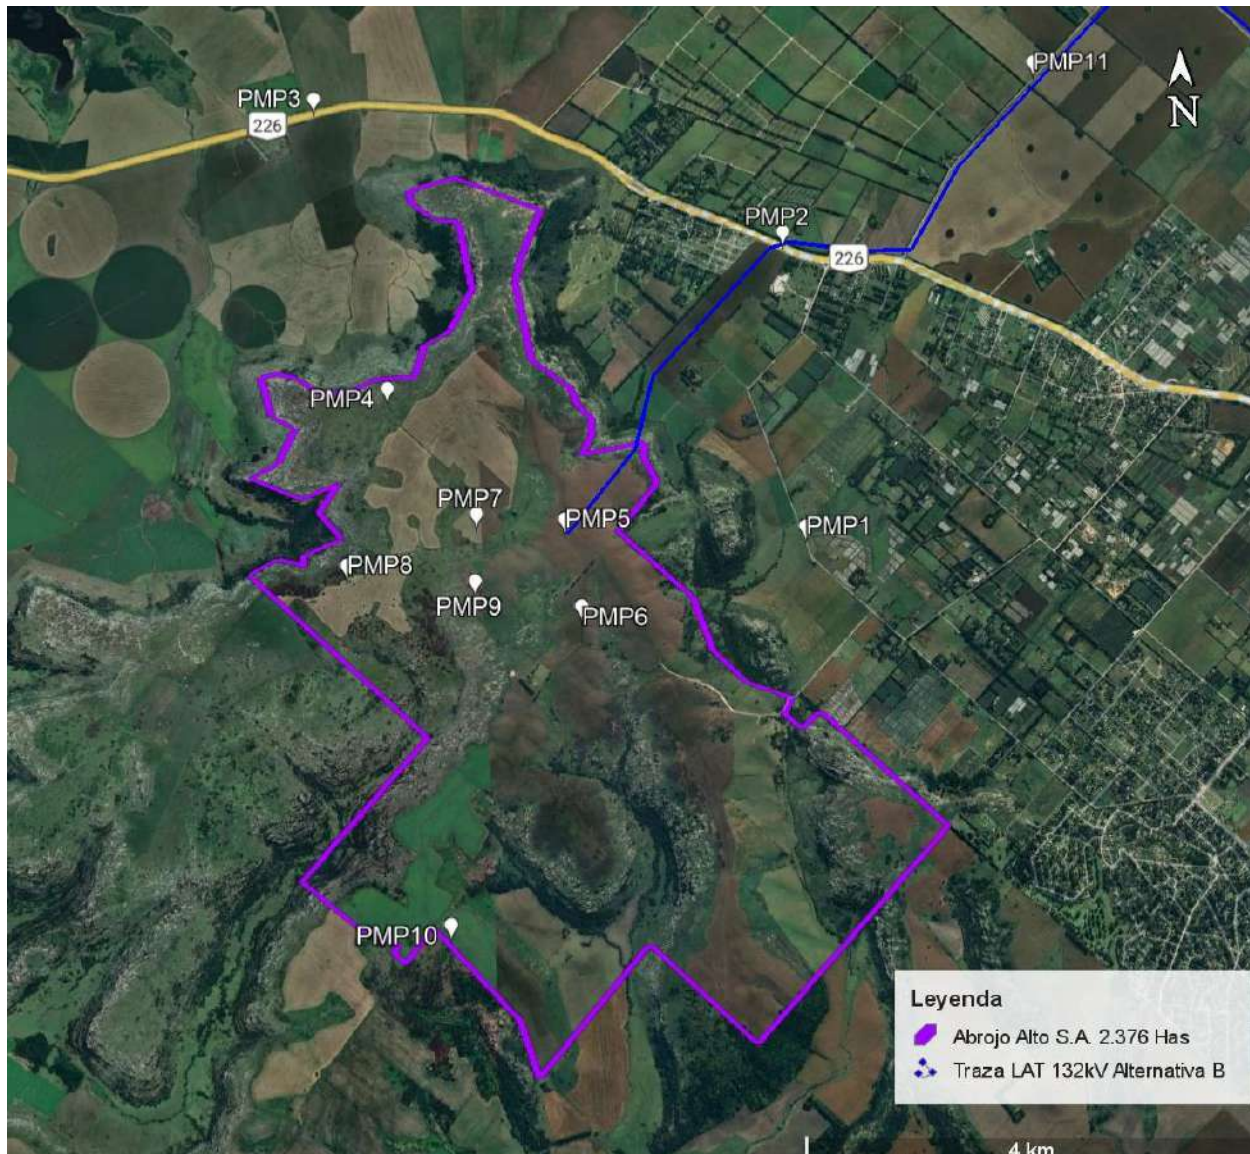 PMP11
N
PMP3
226
PMP2
226
PMP4
PMP7
PMP5
PMP1
PMP8
PMP9
PMP6
PMP10
Leyenda
Abrojo Alto S.A. 2.376 Has
Traza LAT 132kV Alternativa B
4 km